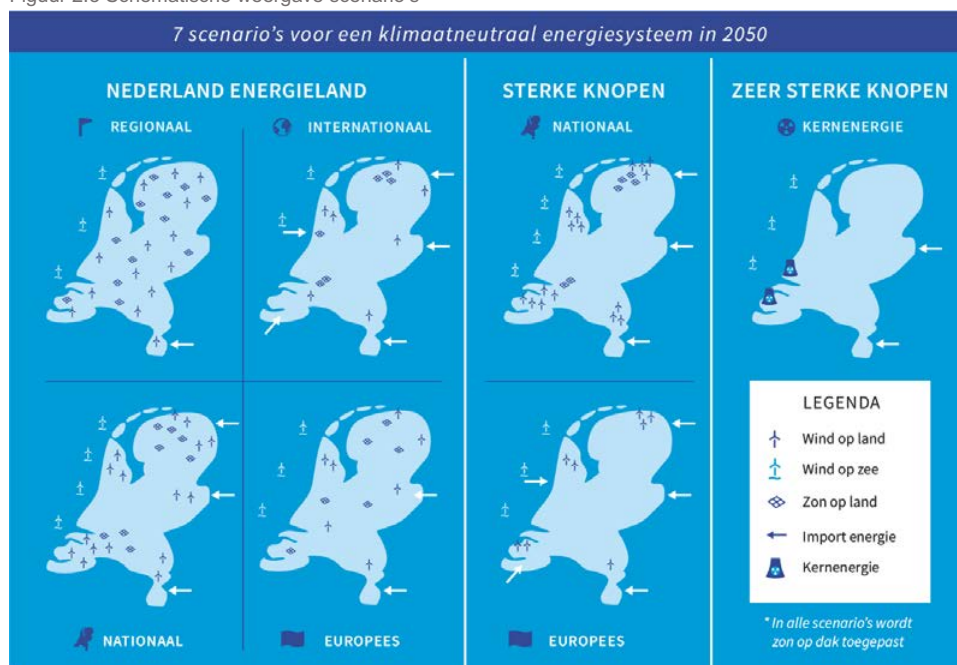 7 scenario's voor een klimaatneutraal energiesysteem in 2050
NEDERLAND ENERGIELAND
REGIONAAL
INTERNATIONAAL
NATIONAAL
EUROPEES
STERKE KNOPEN
NATIONAAL
EUROPEES
ZEER STERKE KNOPEN
KERNENERGIE
LEGENDA
Wind op land
Wind op zee
Zon op land
Import energie
Kernenergie
* In alle scenario's wordt
zon op dak toegepast